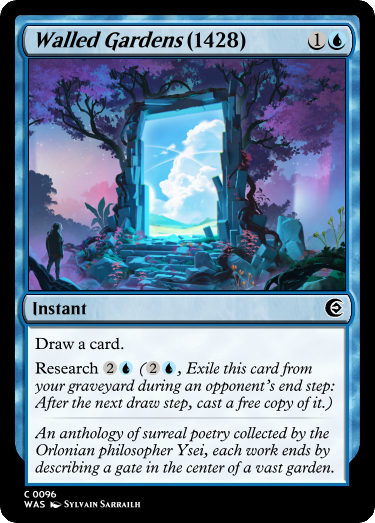 Walled Gardens (1428) 1
Instant
Draw a card.
Research 2 (2, Exile this card from
your graveyard during an opponent's end step:
After the next draw step, cast a free copy of it.)
An anthology of surreal poetry collected by the
Orlonian philosopher Ysei, each work ends by
describing a gate in the center of a vast garden.
C 0096
WAS Sylvain Sarrailh